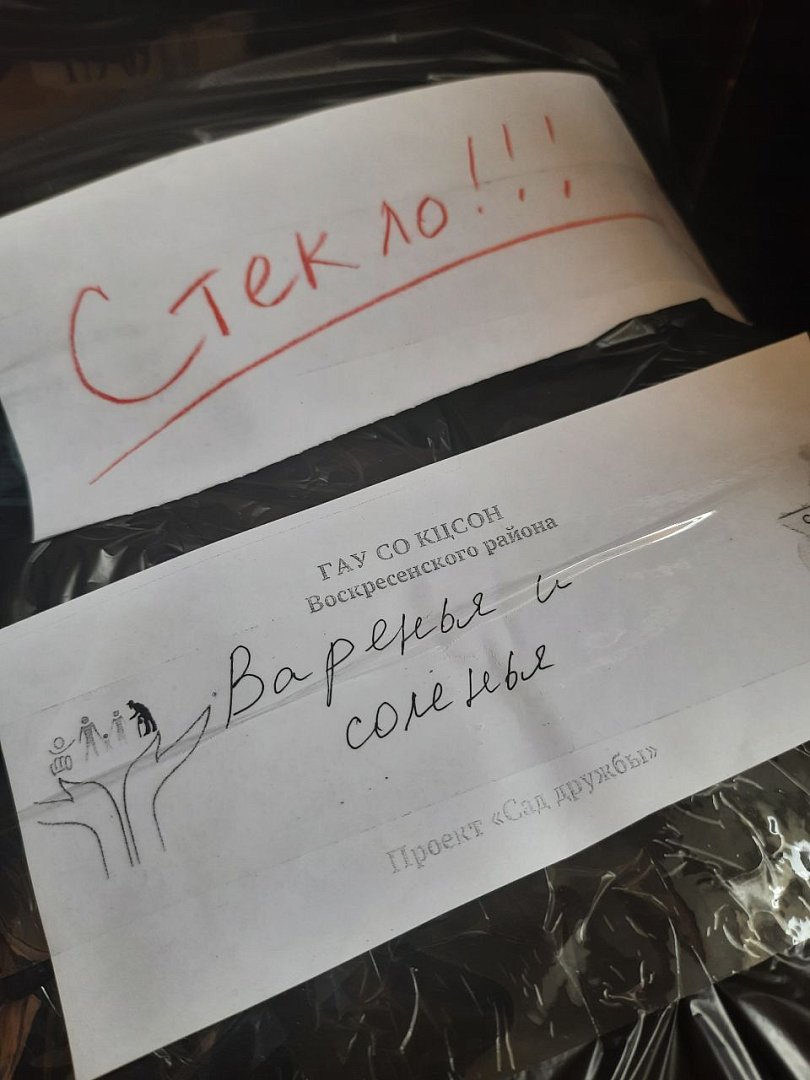 Стекло!!!
ГАУ СО КЦСОН
Воскресенского района
Варенья и
соленья
Проект «Сад дружбы»